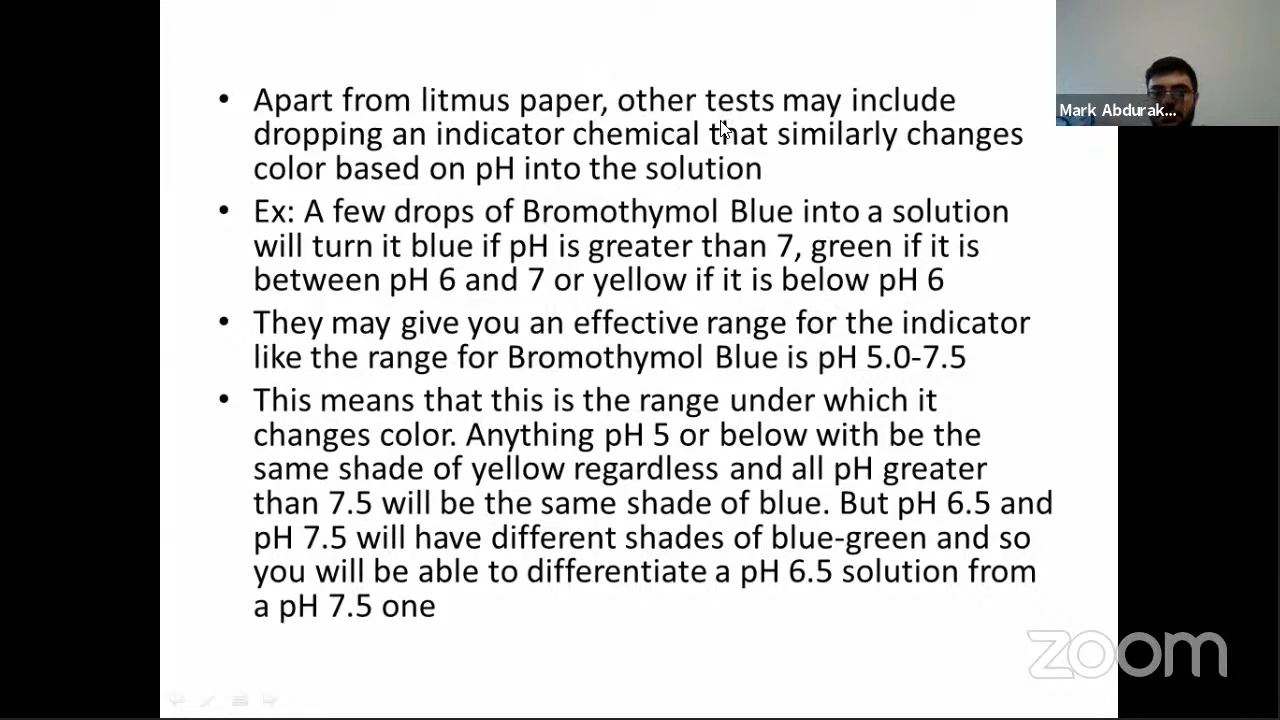 • Apart from litmus paper, other tests may include
dropping an indicator chemical that similarly changes
color based on pH into the solution
• Ex: A few drops of Bromothymol Blue into a solution
will turn it blue if pH is greater than 7, green if it is
between pH 6 and 7 or yellow if it is below pH 6
• They may give you an effective range for the indicator
like the range for Bromothymol Blue is pH 5.0-7.5
• This means that this is the range under which it
changes color. Anything pH 5 or below with be the
same shade of yellow regardless and all pH greater
than 7.5 will be the same shade of blue. But pH 6.5 and
pH 7.5 will have different shades of blue-green and so
you will be able to differentiate a pH 6.5 solution from
a pH 7.5 one
Mark Abdurak...
zoom